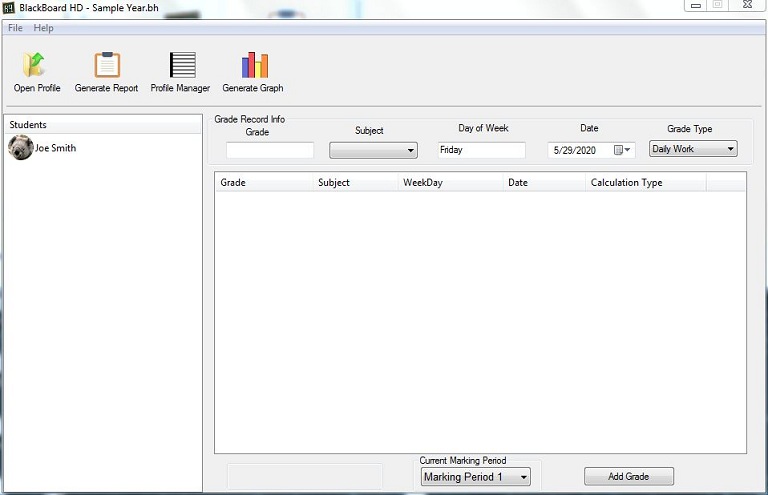 BlackBoard HD - Sample Year.bh
File Help
Open Profile Generate Report Profile Manager Generate Graph
Students
Joe Smith
Grade Record Info
Grade Subject Day of Week Date Grade Type
Friday 5/29/2020 Daily Work
Grade Subject WeekDay Date Calculation Type
Current Marking Period
Marking Period 1 Add Grade